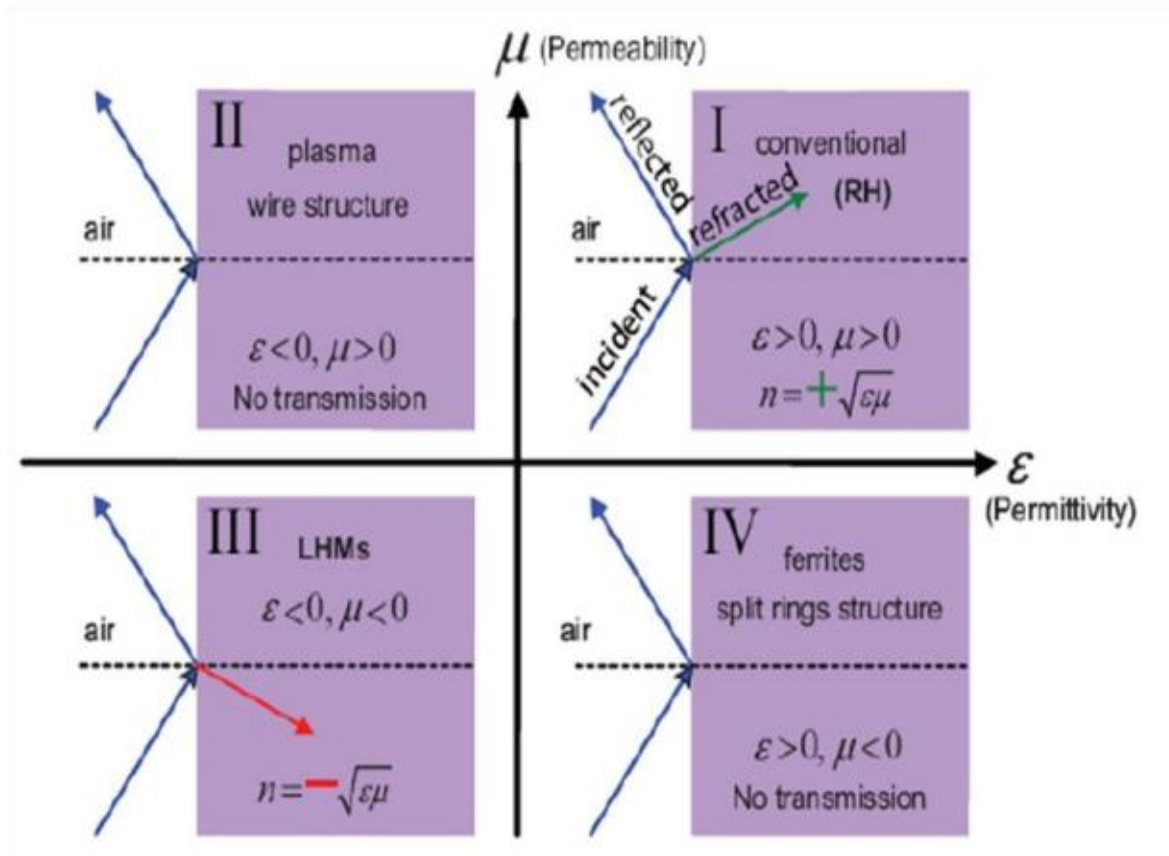 μ (Permeability)
II
plasma
wire structure
air
ε<0, μ>0
No transmission
I
conventional
(RH)
reflected
refracted
air
incident
ε>0, μ>0
n=+√εμ
ε
(Permittivity)
III
LHMs
ε<0, μ<0
air
n=−√εμ
IV
ferrites
split rings structure
air
ε>0, μ<0
No transmission